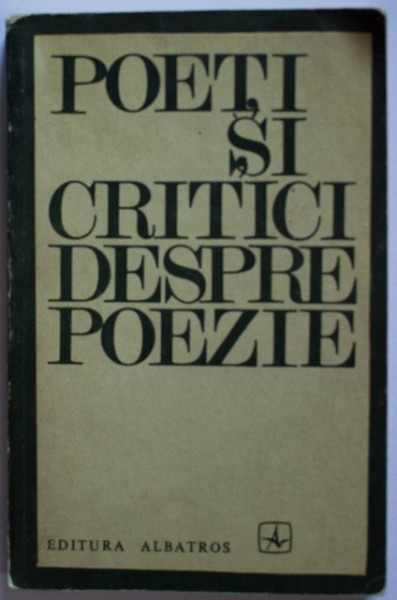 POEȚI
ȘI
CRITICI
DESPRE
POEZIE
EDITURA ALBATROS